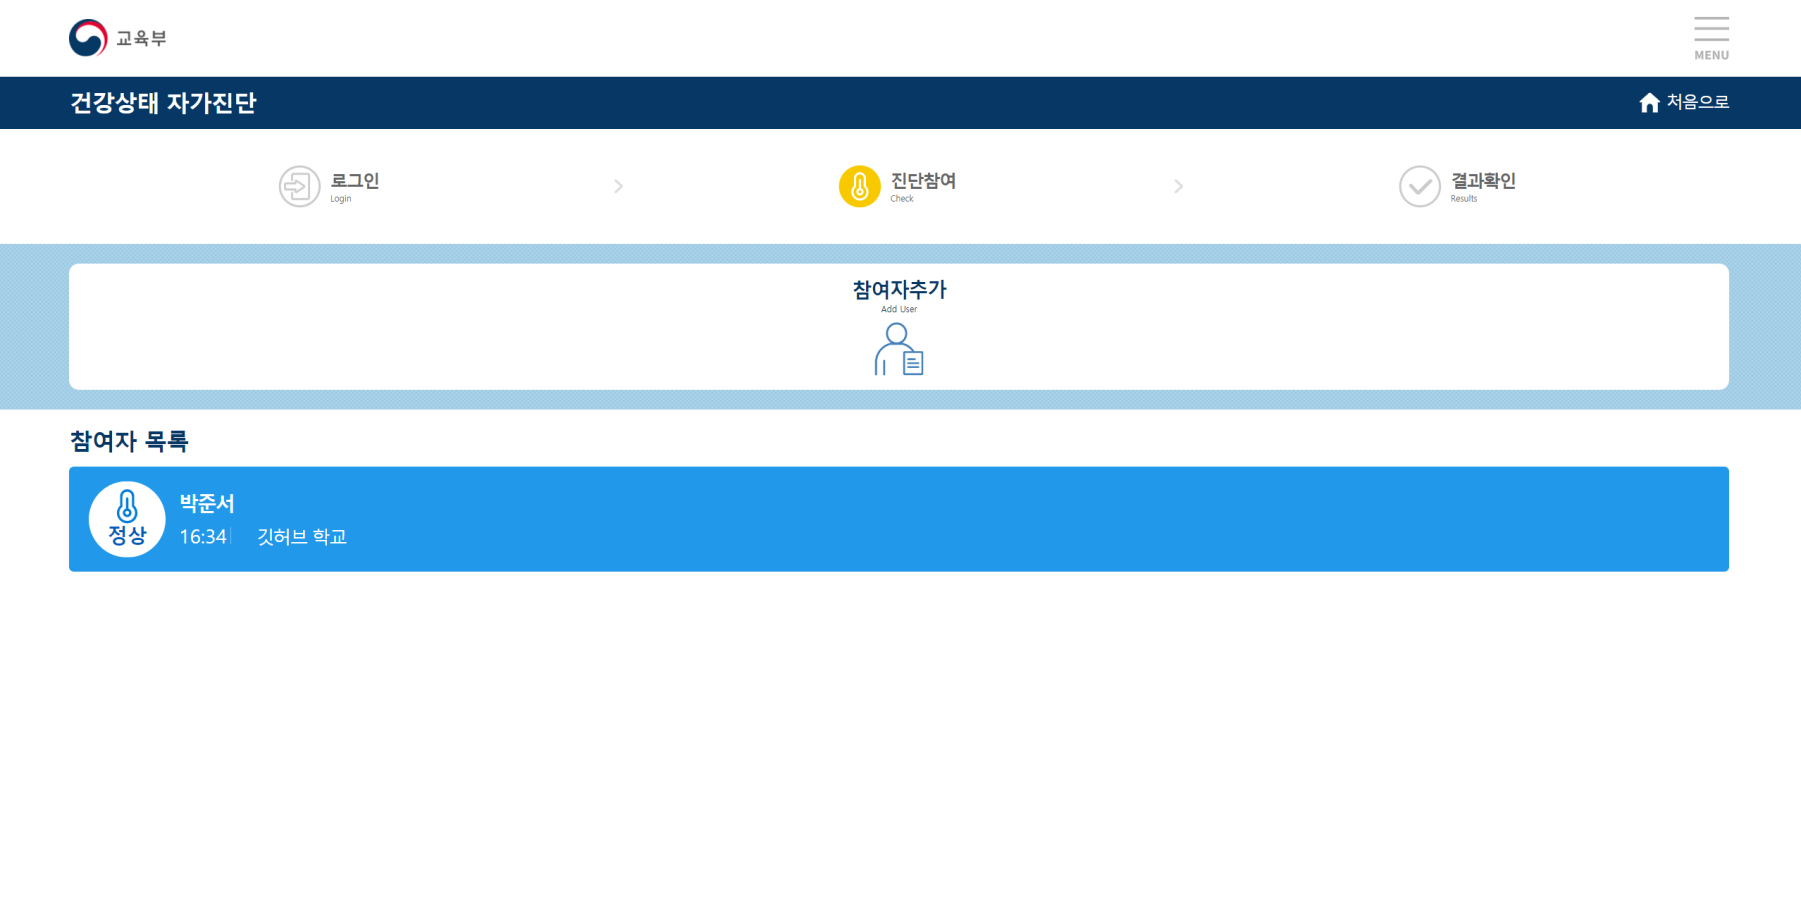 교육부
MENU
건강상태 자가진단
처음으로
로그인
Login
진단참여
Check
결과확인
Results
참여자추가
Add User
참여자 목록
정상
박준서
16:34
깃허브 학교